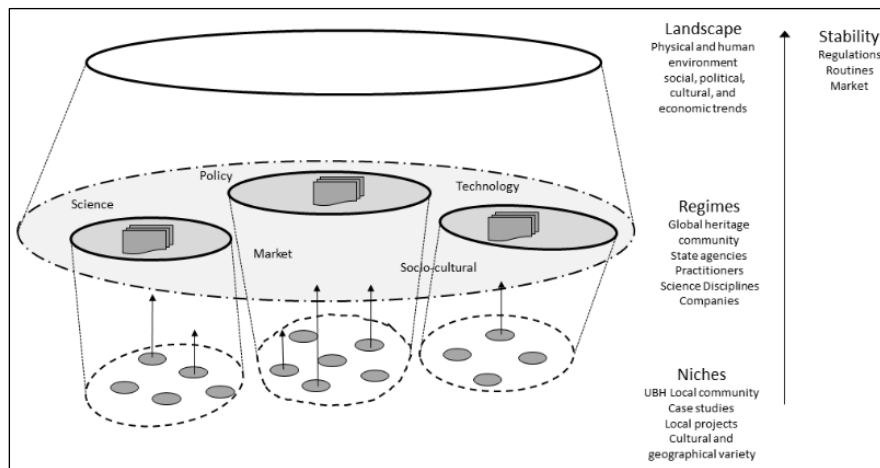 Landscape
Physical and human
environment
social, political,
cultural, and
economic trends
Stability
Regulations
Routines
Market
Policy
Science
Technology
Market
Socio-cultural
Regimes
Global heritage
community
State agencies
Practitioners
Science Disciplines
Companies
Niches
UBH Local community
Case studies
Local projects
Cultural and
geographical variety